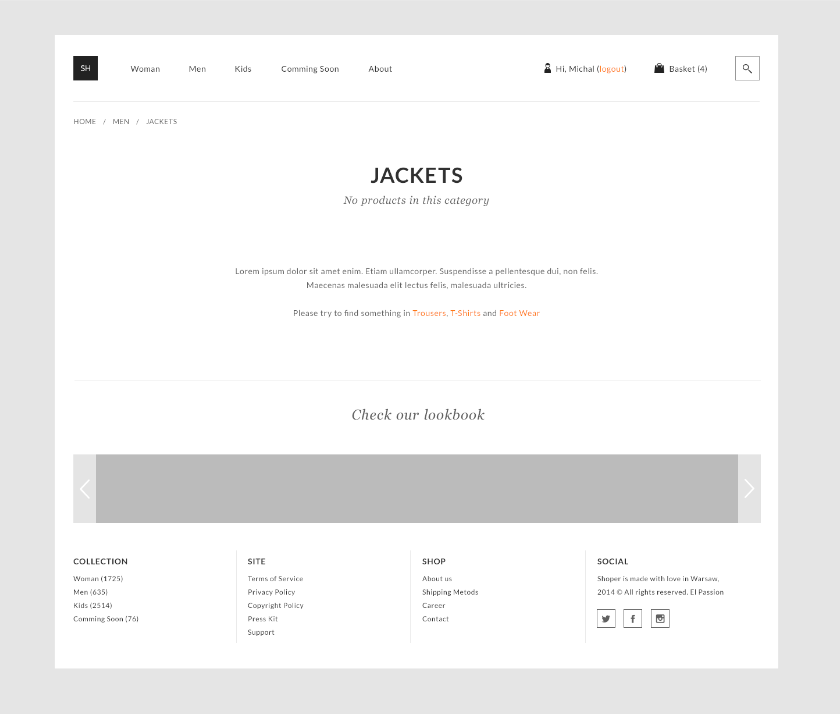 SH
Woman Men Kids Comming Soon About
Hi, Michal (logout) Basket (4)
HOME / MEN / JACKETS
JACKETS
No products in this category
Lorem ipsum dolor sit amet enim. Etiam ullamcorper. Suspendisse a pellentesque dui, non felis.
Maecenas malesuada elit lectus felis, malesuada ultricies.
Please try to find something in Trousers, T-Shirts and Foot Wear
Check our lookbook
COLLECTION
Woman (1725)
Men (635)
Kids (2514)
Comming Soon (76)
SITE
Terms of Service
Privacy Policy
Copyright Policy
Press Kit
Support
SHOP
About us
Shipping Metods
Career
Contact
SOCIAL
Shoper is made with love in Warsaw,
2014 © All rights reserved. El Passion